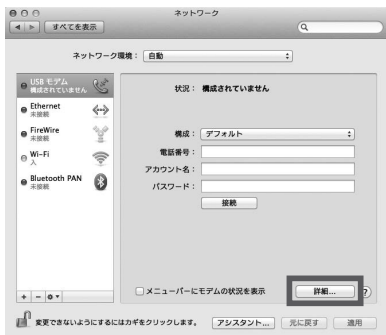 ネットワーク
すべてを表示
ネットワーク環境： 自動
USB モデム
構成されていません
Ethernet
未接続
FireWire
未接続
Wi-Fi
入
Bluetooth PAN
未接続
状況： 構成されていません
構成： デフォルト
電話番号：
アカウント名：
パスワード：
接続
メニューバーにモデムの状況を表示
詳細...
?
変更できないようにするにはカギをクリックします。
アシスタント...
元に戻す
適用